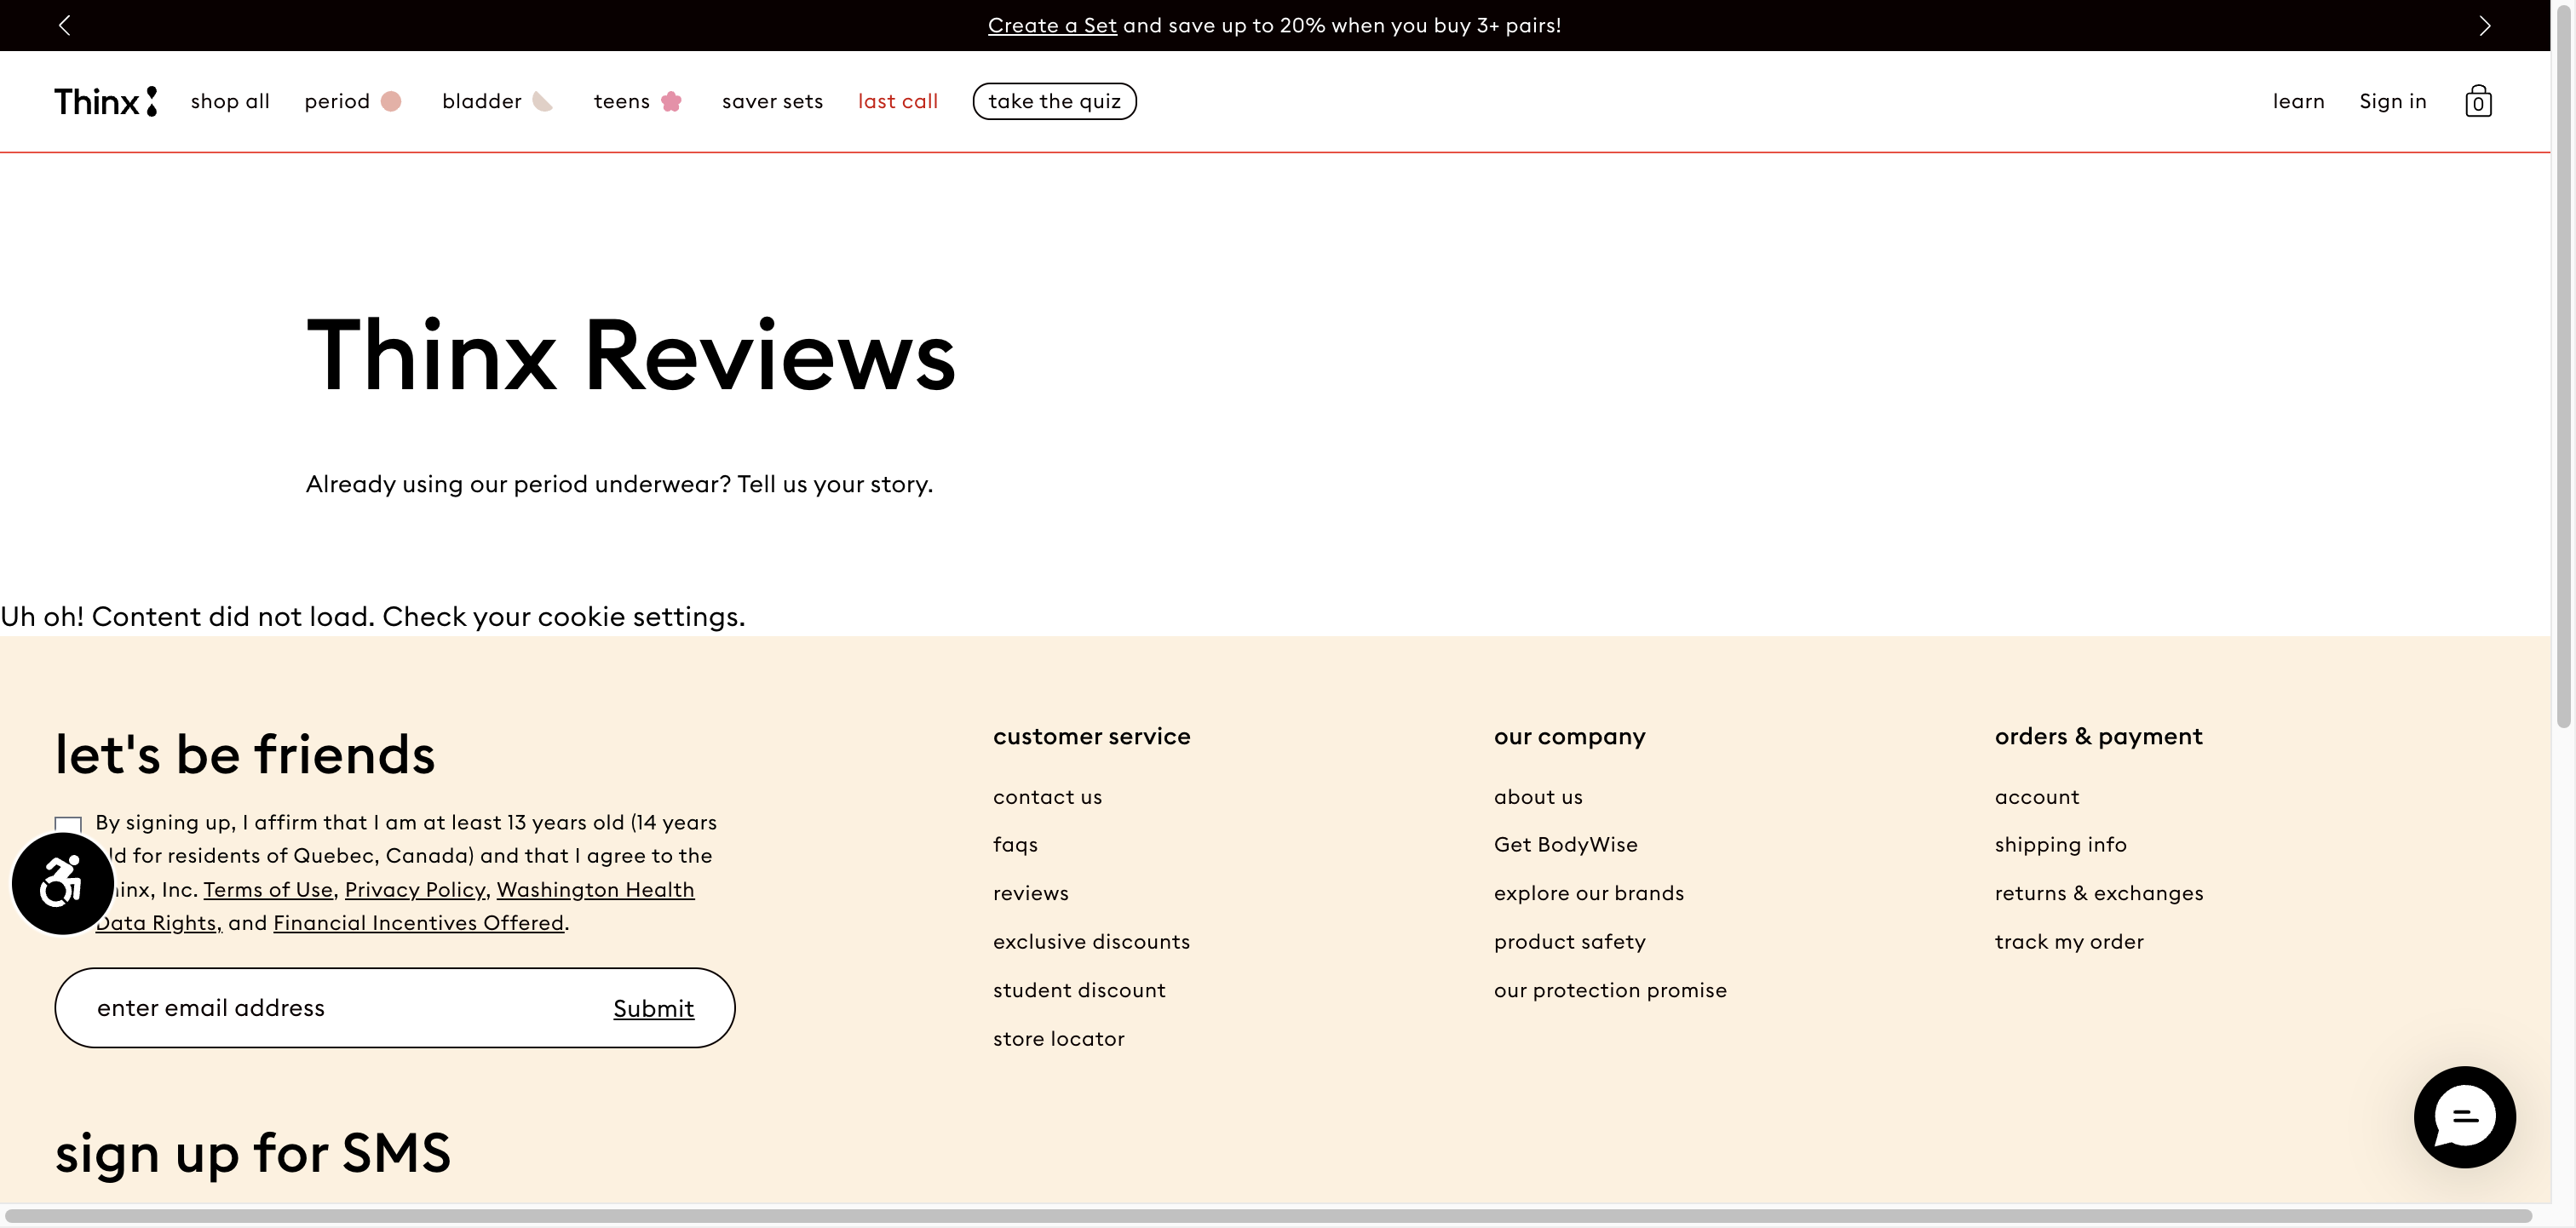 Create a Set and save up to 20% when you buy 3+ pairs!
Thinx shop all period bladder teens saver sets last call take the quiz learn Sign in 0
Thinx Reviews
Already using our period underwear? Tell us your story.
Uh oh! Content did not load. Check your cookie settings.
let's be friends
By signing up, I affirm that I am at least 13 years old (14 years
for residents of Quebec, Canada) and that I agree to the
Inc. Terms of Use, Privacy Policy, Washington Health
Data Rights, and Financial Incentives Offered.
enter email address Submit
sign up for SMS
customer service
contact us
faqs
reviews
exclusive discounts
student discount
store locator
our company
about us
Get BodyWise
explore our brands
product safety
our protection promise
orders & payment
account
shipping info
returns & exchanges
track my order